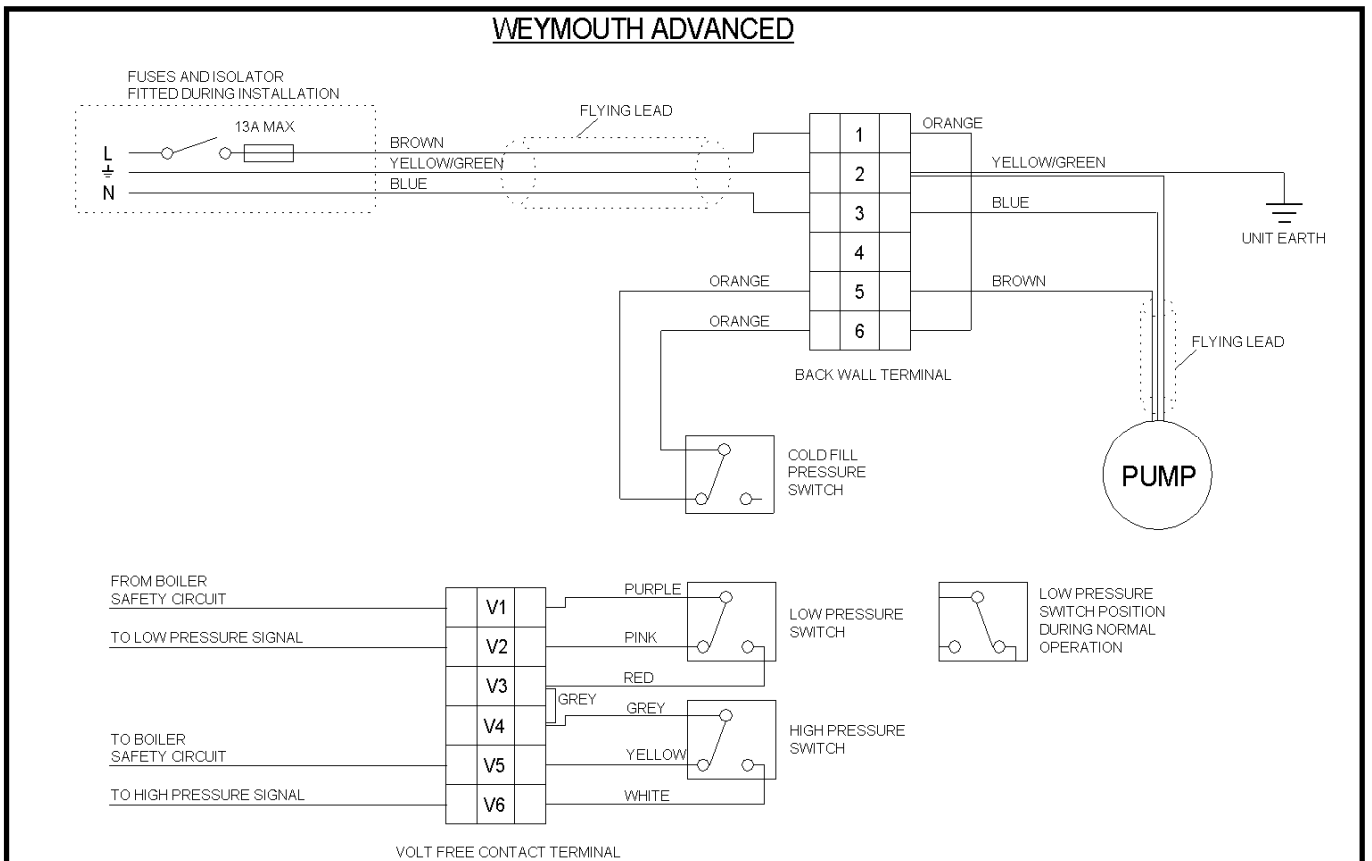 WEYMOUTH ADVANCED
FUSES AND ISOLATOR
FITTED DURING INSTALLATION
13A MAX
L
N
BROWN
YELLOW/GREEN
BLUE
FLYING LEAD
1
2
3
4
5
6
ORANGE
YELLOW/GREEN
BLUE
BROWN
UNIT EARTH
ORANGE
ORANGE
BACK WALL TERMINAL
FLYING LEAD
COLD FILL
PRESSURE
SWITCH
PUMP
FROM BOILER
SAFETY CIRCUIT
TO LOW PRESSURE SIGNAL
TO BOILER
SAFETY CIRCUIT
TO HIGH PRESSURE SIGNAL
V1
V2
V3
V4
V5
V6
PURPLE
PINK
RED
GREY
GREY
YELLOW
WHITE
LOW PRESSURE
SWITCH
HIGH PRESSURE
SWITCH
LOW PRESSURE
SWITCH POSITION
DURING NORMAL
OPERATION
VOLT FREE CONTACT TERMINAL